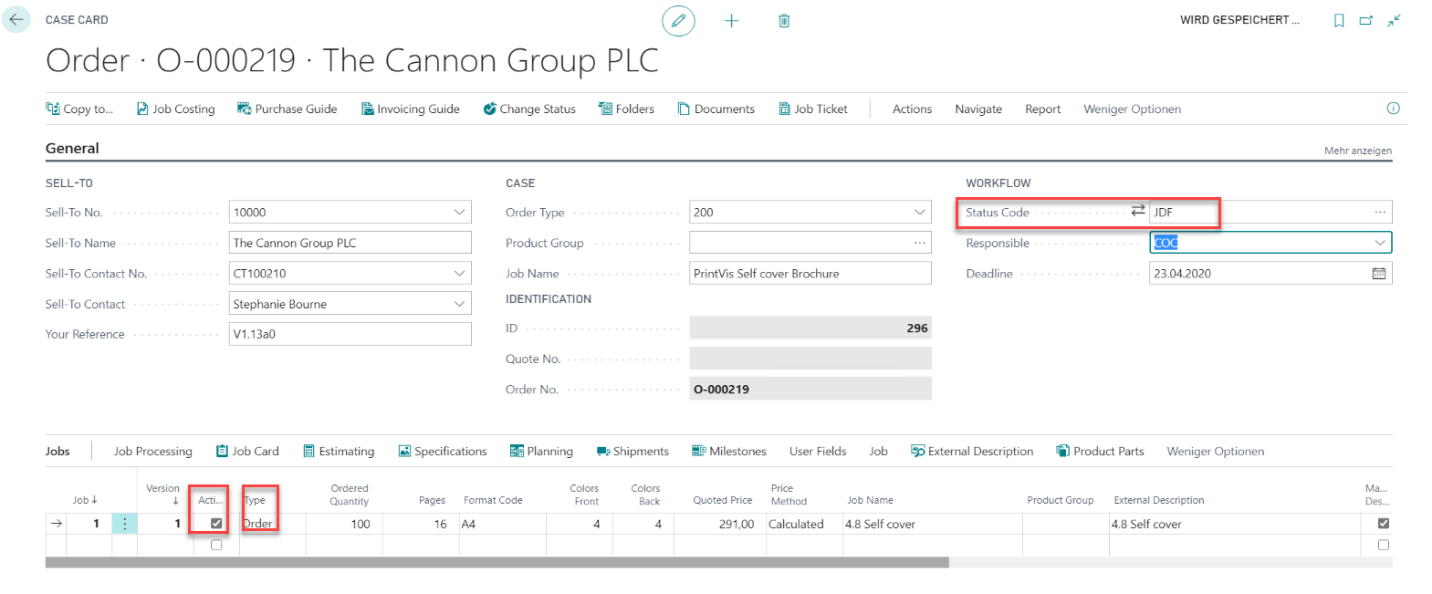 CASE CARD
WIRD GESPEICHERT ...
Order · O-000219 · The Cannon Group PLC
Copy to... Job Costing Purchase Guide Invoicing Guide Change Status Folders Documents Job Ticket Actions Navigate Report Weniger Optionen
General Mehr anzeigen
SELL-TO CASE WORKFLOW
Sell-To No. 10000 Order Type 200 Status Code JDF
Sell-To Name The Cannon Group PLC Product Group Responsible COC
Sell-To Contact No. CT100210 Job Name PrintVis Self cover Brochure Deadline 23.04.2020
Sell-To Contact Stephanie Bourne IDENTIFICATION
Your Reference V1.13a0 ID 296
Quote No.
Order No. O-000219
Jobs Job Processing Job Card Estimating Specifications Planning Shipments Milestones User Fields Job External Description Product Parts Weniger Optionen
Job ↓ Version ↓ Acti... Type Ordered Quantity Pages Format Code Colors Front Colors Back Quoted Price Price Method Job Name Product Group External Description Ma... Des...
1 1 Order 100 16 A4 4 4 291,00 Calculated 4.8 Self cover 4.8 Self cover